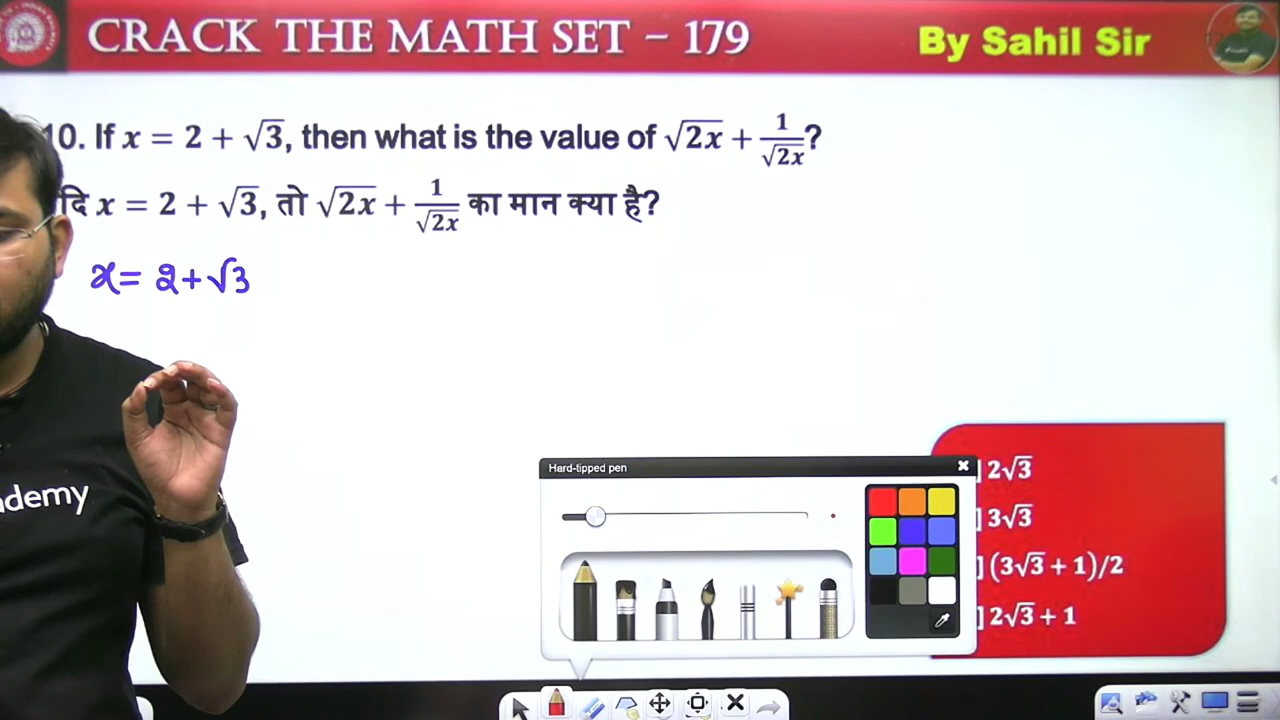 CRACK THE MATH SET – 179
By Sahil Sir
10. If x = 2 + √3, then what is the value of √2x + 1/√2x?
दि x = 2 + √3, तो √2x + 1/√2x का मान क्या है?
x = 2 + √3
ademy
Hard-tipped pen
] 2√3
] 3√3
] (3√3 + 1)/2
] 2√3 + 1